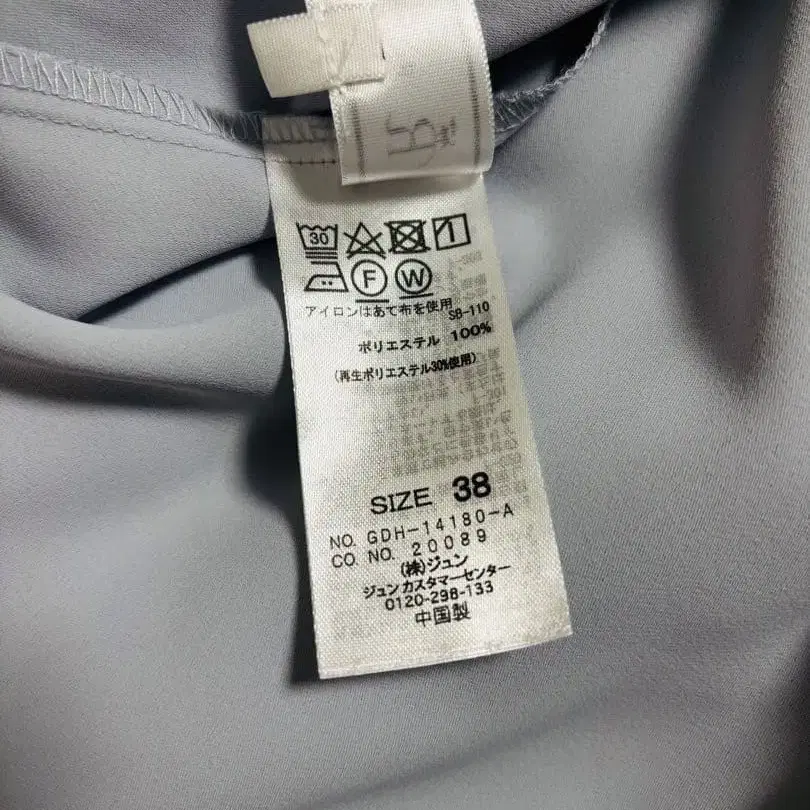 30
F W
アイロンはあて布を使用 SB-110
ポリエステル 100%
(再生ポリエステル30%使用)
SIZE 38
NO. GDH-14180-A
CO. NO. 20089
(株)ジュン
ジュン カスタマーセンター
0120-298-133
中国製